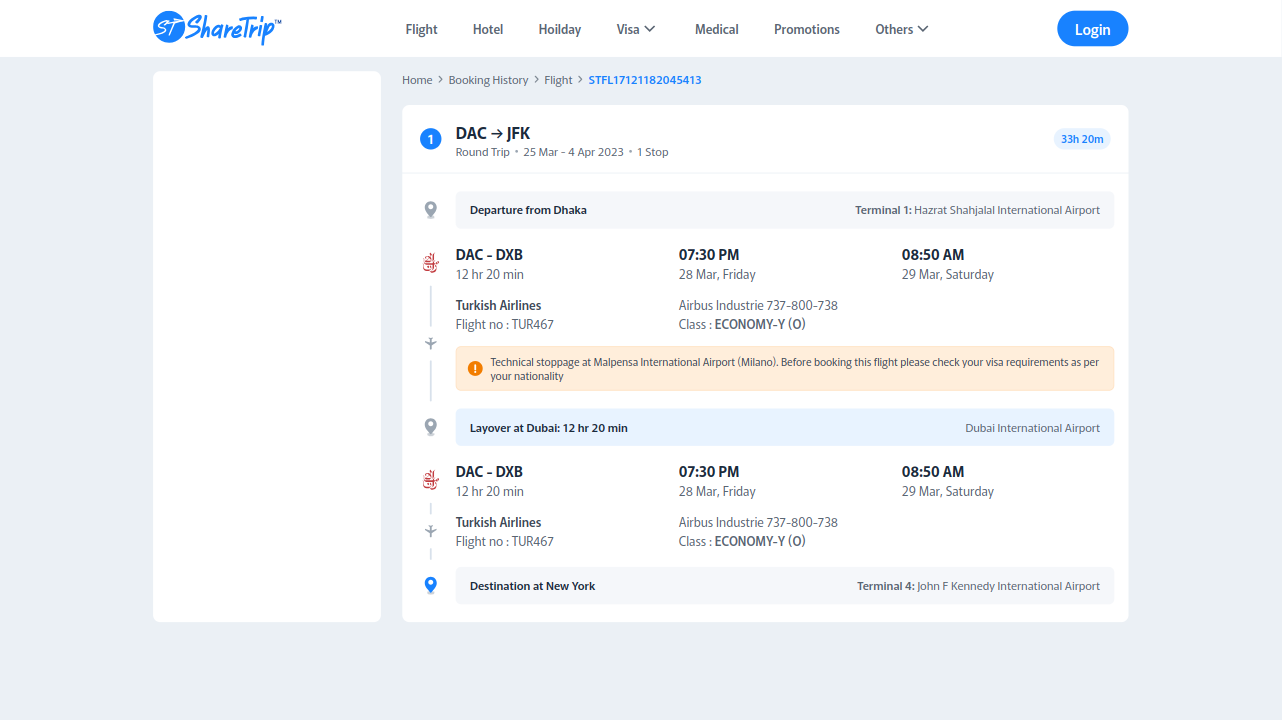 ST ShareTrip™
Flight Hotel Hoilday Visa Medical Promotions Others Login
Home > Booking History > Flight > STFL17121182045413
1 DAC → JFK 33h 20m
Round Trip • 25 Mar - 4 Apr 2023 • 1 Stop
Departure from Dhaka Terminal 1: Hazrat Shahjalal International Airport
DAC - DXB 07:30 PM 08:50 AM
12 hr 20 min 28 Mar, Friday 29 Mar, Saturday
Turkish Airlines Airbus Industrie 737-800-738
Flight no : TUR467 Class : ECONOMY-Y (O)
Technical stoppage at Malpensa International Airport (Milano). Before booking this flight please check your visa requirements as per
your nationality
Layover at Dubai: 12 hr 20 min Dubai International Airport
DAC - DXB 07:30 PM 08:50 AM
12 hr 20 min 28 Mar, Friday 29 Mar, Saturday
Turkish Airlines Airbus Industrie 737-800-738
Flight no : TUR467 Class : ECONOMY-Y (O)
Destination at New York Terminal 4: John F Kennedy International Airport